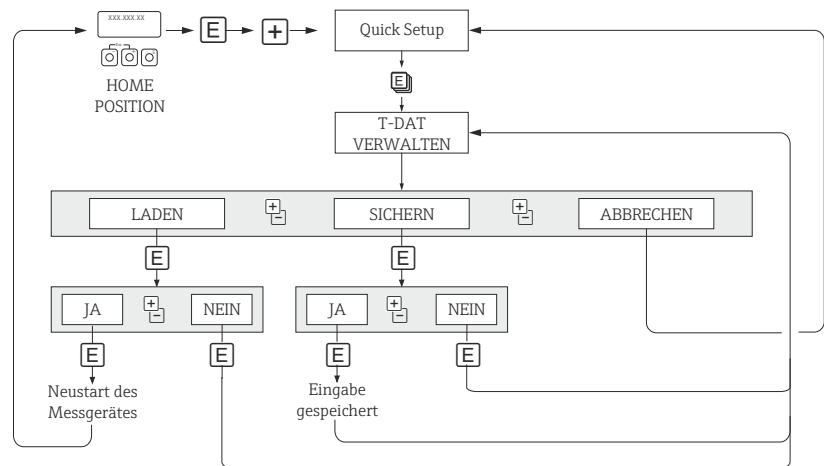 XXX.XXX.XX
Esc
- + E
HOME
POSITION
E
+
Quick Setup
E
T-DAT
VERWALTEN
LADEN
+
-
SICHERN
+
-
ABBRECHEN
E
E
JA
+
-
NEIN
JA
+
-
NEIN
E
E
E
E
Neustart des
Messgerätes
Eingabe
gespeichert